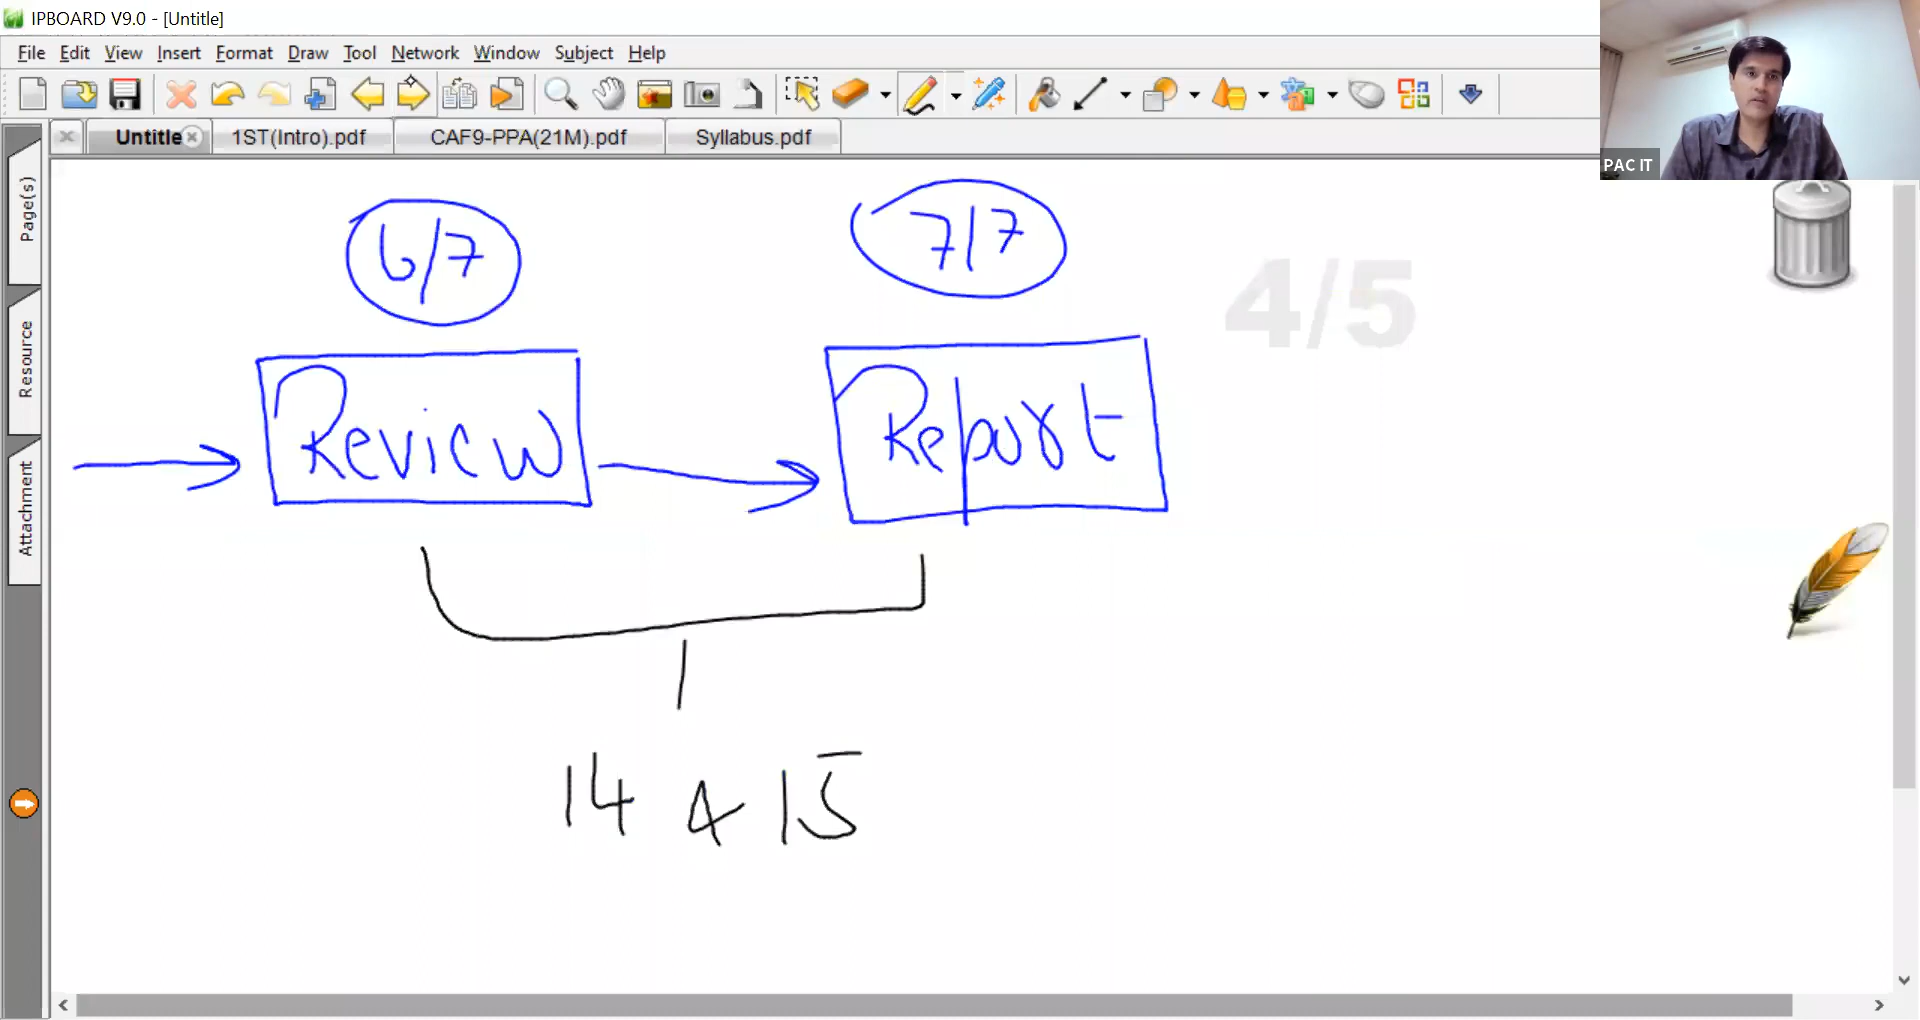 IPBOARD V9.0 - [Untitle]
File Edit View Insert Format Draw Tool Network Window Subject Help
Untitle 1ST(Intro).pdf CAF9-PPA(21M).pdf Syllabus.pdf
PAC IT
Page(s)
Resource
Attachment
6/7 7/7
4/5
Review Report
14 & 15